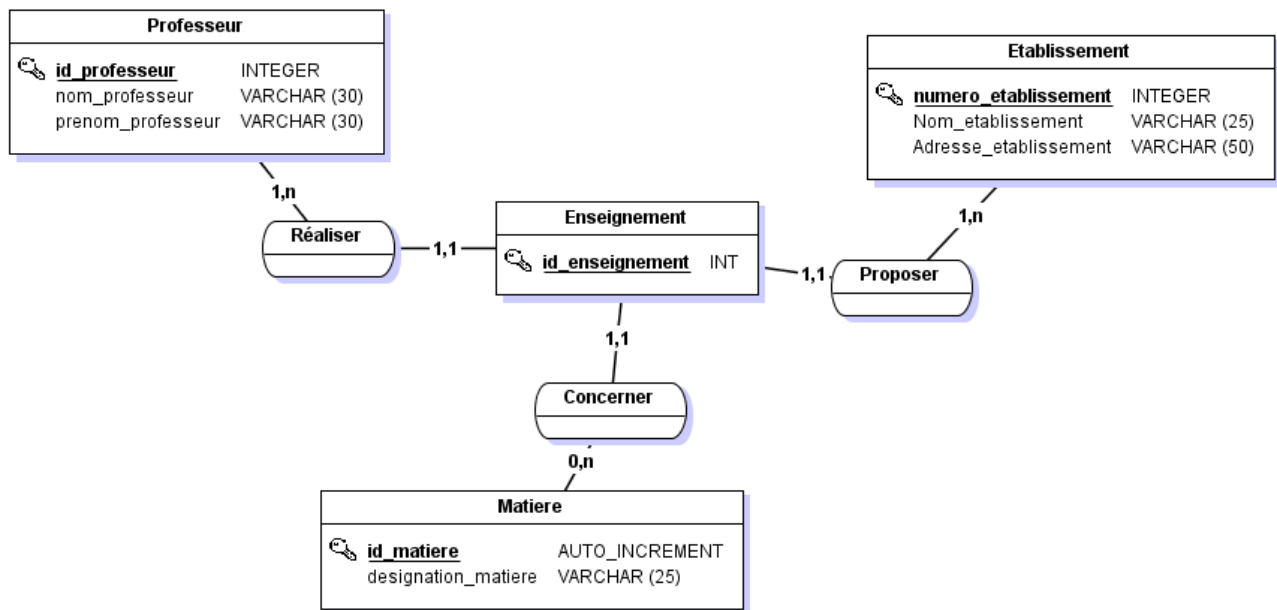 Professeur
id_professeur INTEGER
nom_professeur VARCHAR (30)
prenom_professeur VARCHAR (30)
Etablissement
numero_etablissement INTEGER
Nom_etablissement VARCHAR (25)
Adresse_etablissement VARCHAR (50)
1,n
1,n
Réaliser
1,1
Enseignement
id_enseignement INT
1,1
Proposer
1,1
Concerner
0,n
Matiere
id_matiere AUTO_INCREMENT
designation_matiere VARCHAR (25)